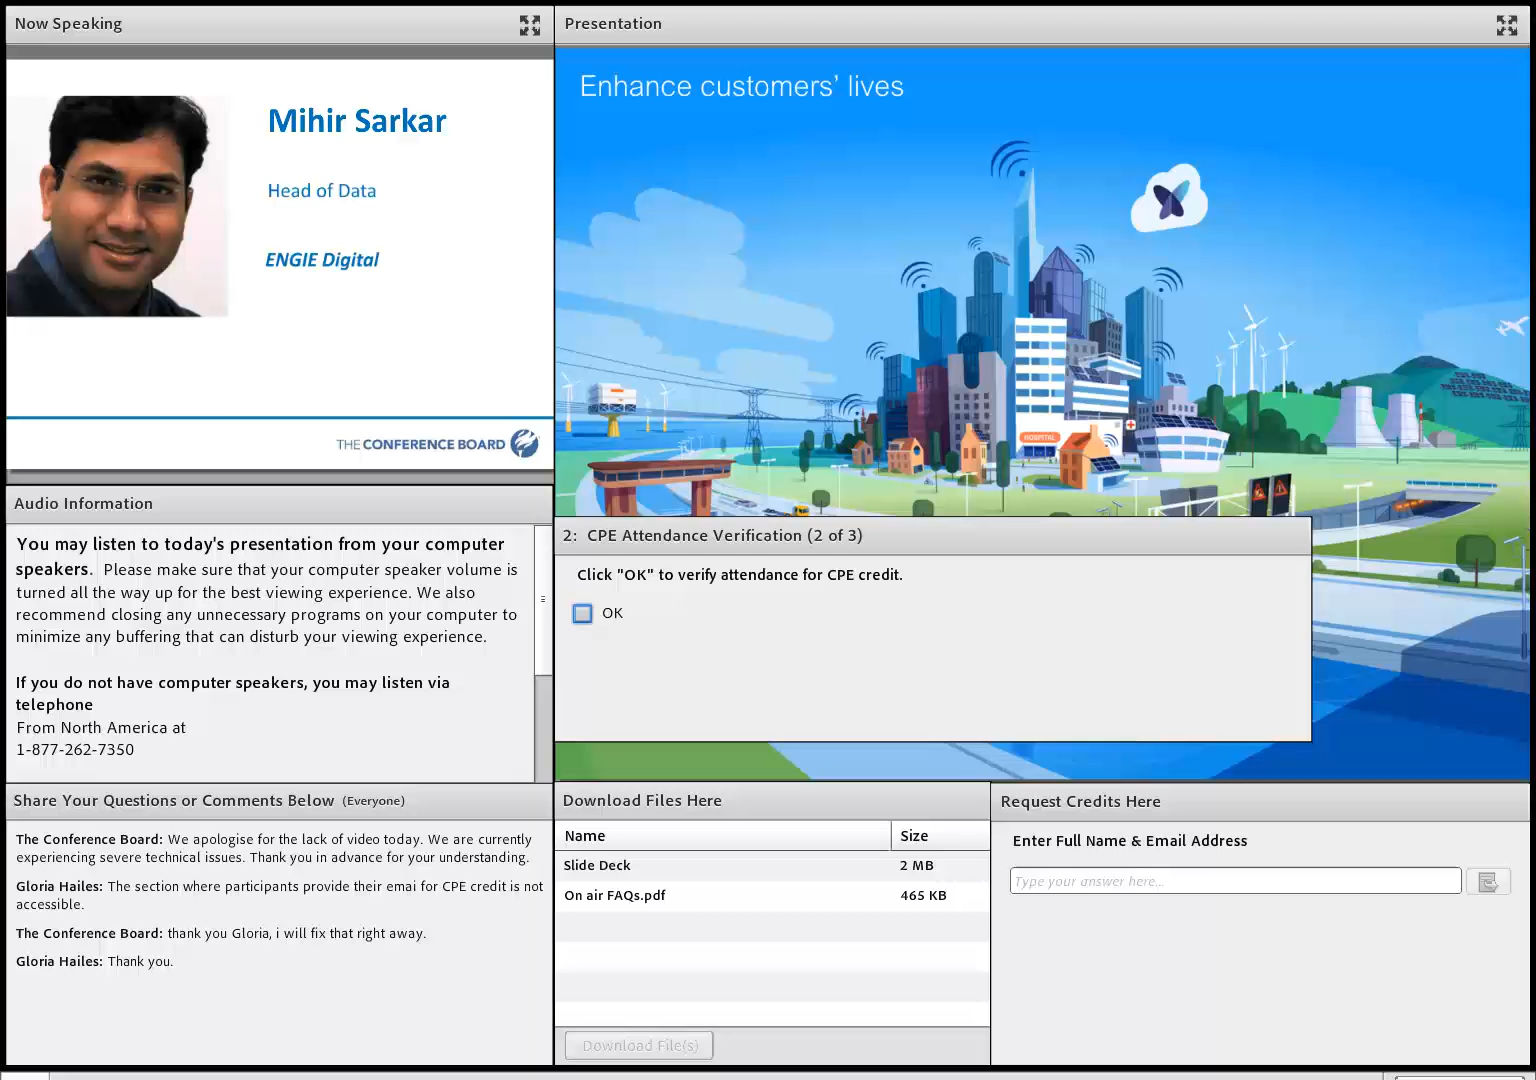 Now Speaking
Mihir Sarkar
Head of Data
ENGIE Digital
THE CONFERENCE BOARD
Presentation
Enhance customers' lives
HOSPITAL
2: CPE Attendance Verification (2 of 3)
Click "OK" to verify attendance for CPE credit.
OK
Audio Information
You may listen to today's presentation from your computer
speakers. Please make sure that your computer speaker volume is
turned all the way up for the best viewing experience. We also
recommend closing any unnecessary programs on your computer to
minimize any buffering that can disturb your viewing experience.
If you do not have computer speakers, you may listen via
telephone
From North America at
1-877-262-7350
Share Your Questions or Comments Below (Everyone)
The Conference Board: We apologise for the lack of video today. We are currently
experiencing severe technical issues. Thank you in advance for your understanding.
Gloria Hailes: The section where participants provide their emai for CPE credit is not
accessible.
The Conference Board: thank you Gloria, i will fix that right away.
Gloria Hailes: Thank you.
Download Files Here
Name Size
Slide Deck 2 MB
On air FAQs.pdf 465 KB
Download File(s)
Request Credits Here
Enter Full Name & Email Address
Type your answer here...